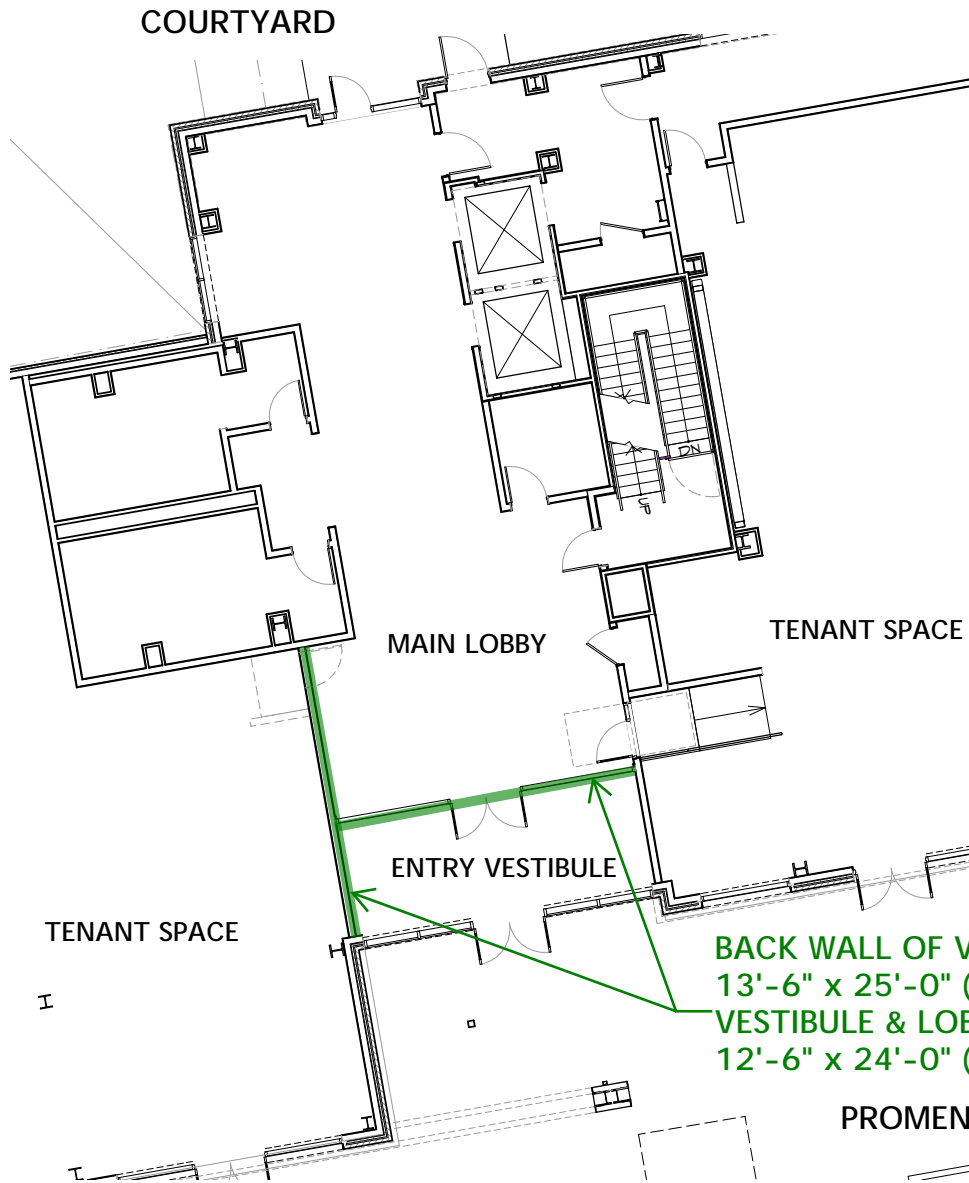 COURTYARD
DN
UP
MAIN LOBBY
TENANT SPACE
ENTRY VESTIBULE
TENANT SPACE
BACK WALL OF V
13'-6" x 25'-0" (
VESTIBULE & LOB
12'-6" x 24'-0" (
PROMEN